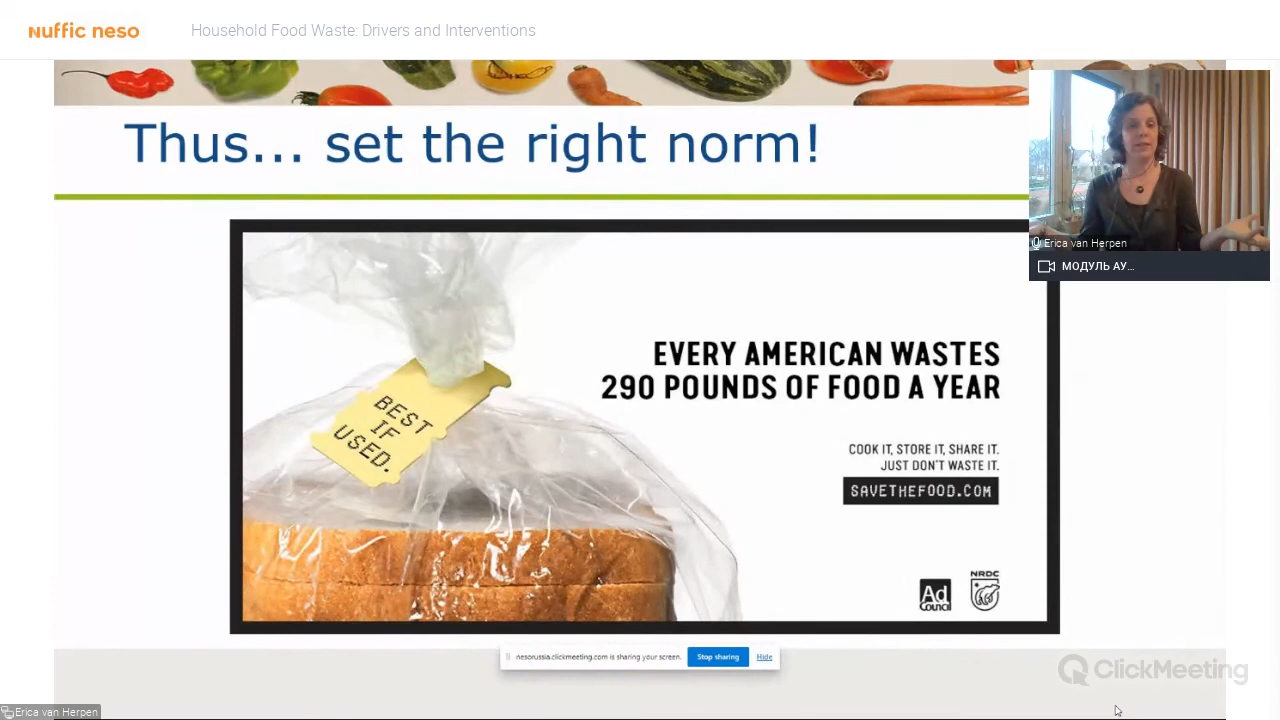 nuffic neso
Household Food Waste: Drivers and Interventions
Thus... set the right norm!
Erica van Herpen
МОДУЛЬ АУ...
BEST
IF
USED.
EVERY AMERICAN WASTES
290 POUNDS OF FOOD A YEAR
COOK IT, STORE IT, SHARE IT.
JUST DON'T WASTE IT.
SAVETHEFOOD.COM
Ad
Council
NRDC
nesorussia.clickmeeting.com is sharing your screen.
Stop sharing
Hide
ClickMeeting
Erica van Herpen